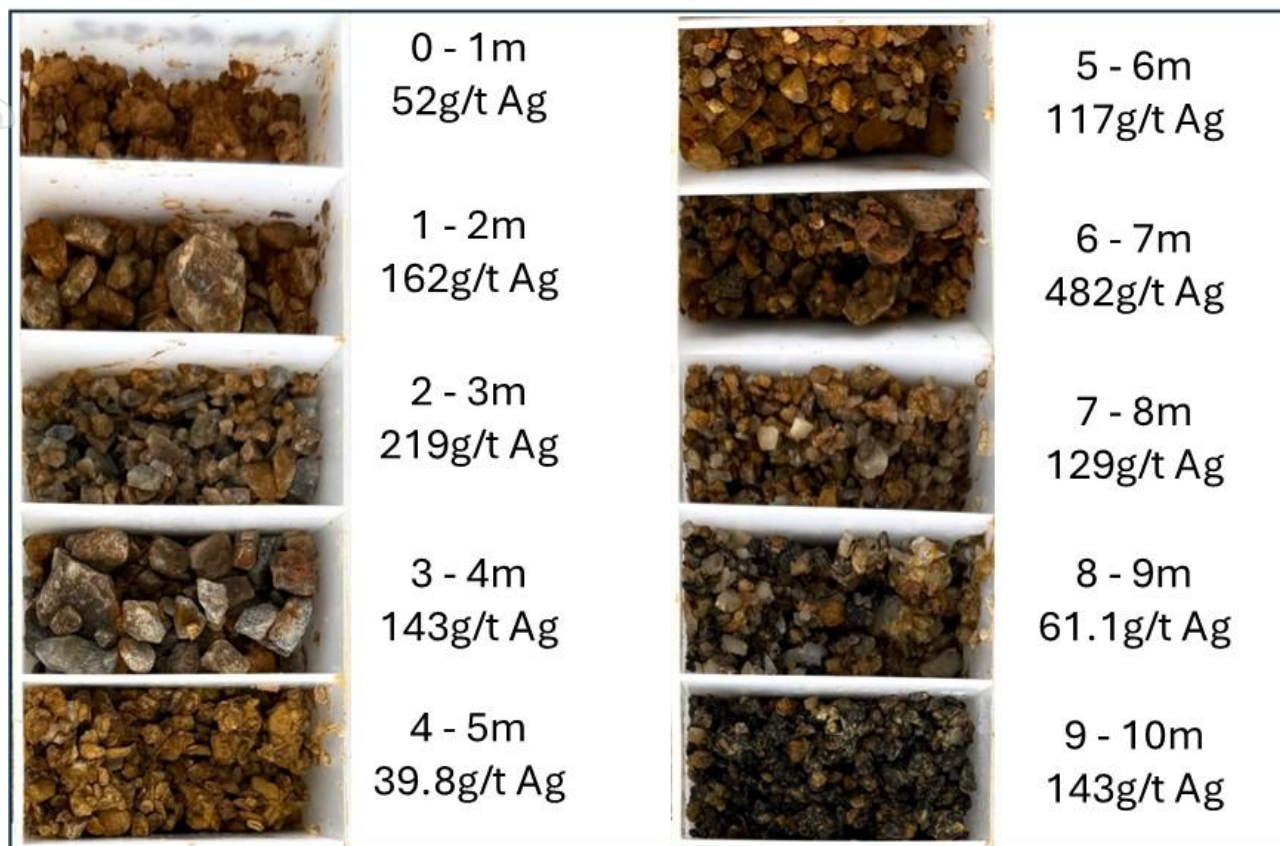 0 - 1m
52g/t Ag
1 - 2m
162g/t Ag
2 - 3m
219g/t Ag
3 - 4m
143g/t Ag
4 - 5m
39.8g/t Ag
5 - 6m
117g/t Ag
6 - 7m
482g/t Ag
7 - 8m
129g/t Ag
8 - 9m
61.1g/t Ag
9 - 10m
143g/t Ag